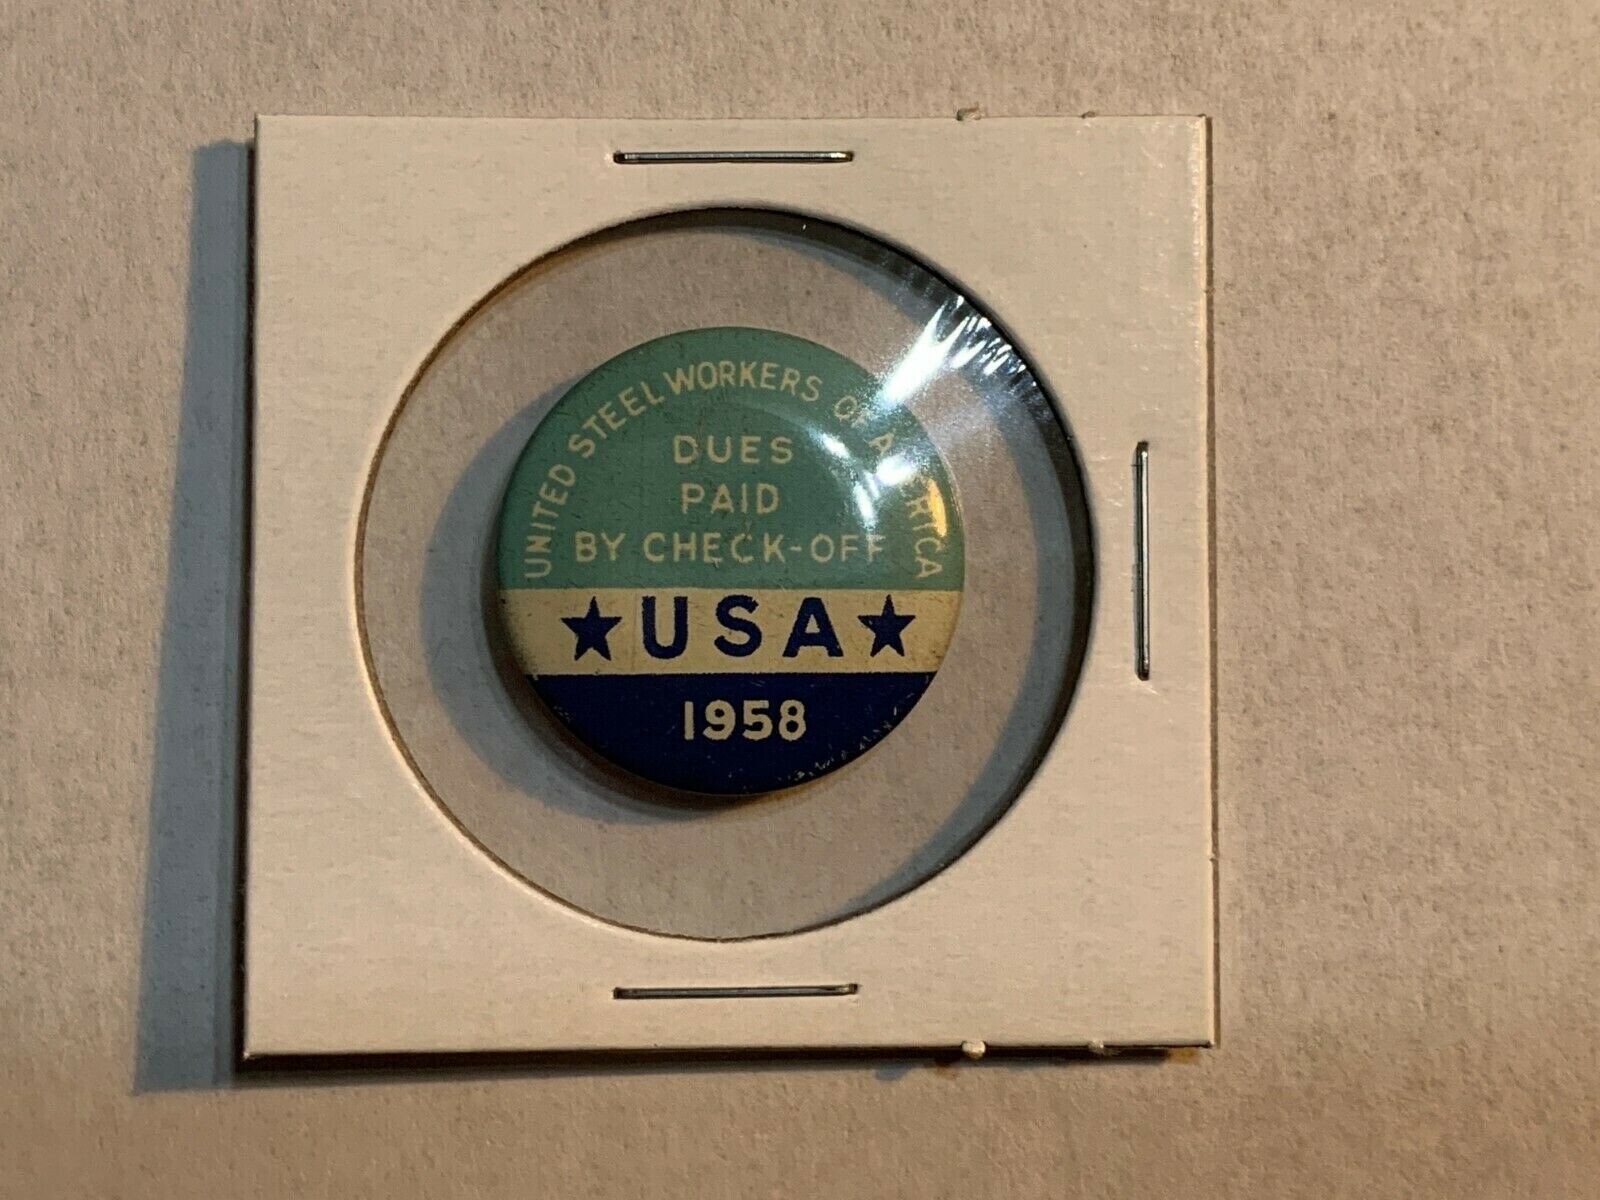 UNITED STEELWORKERS OF AMERICA
DUES
PAID
BY CHECK-OFF
★USA★
1958